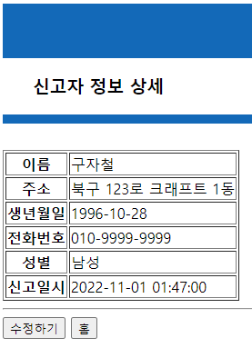 신고자 정보 상세
이름 구자철
주소 북구 123로 크래프트 1동
생년월일 1996-10-28
전화번호 010-9999-9999
성별 남성
신고일시 2022-11-01 01:47:00
수정하기 홈